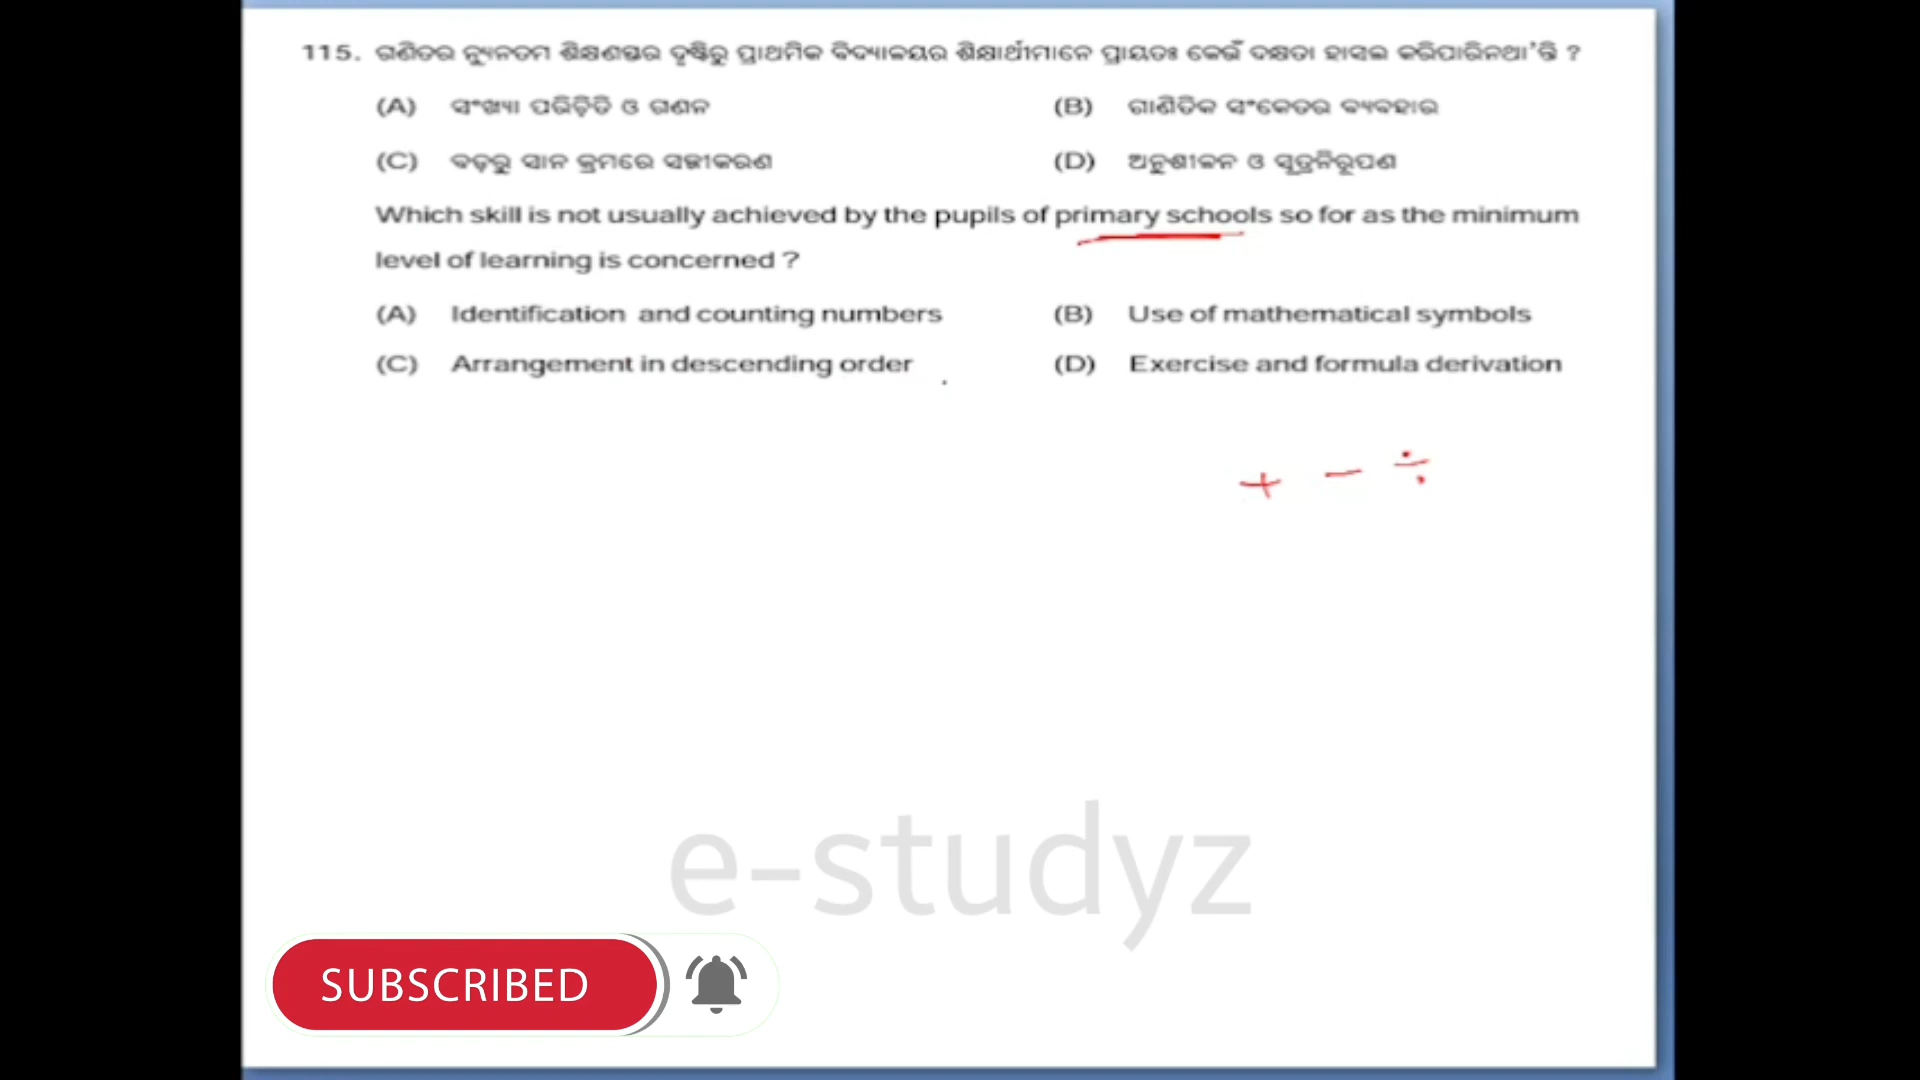 115. ଗଣିତର ନ୍ୟୂନତମ ଶିକ୍ଷଣସ୍ତର ଦୃଷ୍ଟିରୁ ପ୍ରାଥମିକ ବିଦ୍ୟାଳୟର ଶିକ୍ଷାର୍ଥୀମାନେ ପ୍ରାୟତଃ କେଉଁ ଦକ୍ଷତା ହାସଲ କରିପାରିନଥା'ନ୍ତି ?
(A) ସଂଖ୍ୟା ପରିଚିତି ଓ ଗଣନ (B) ଗାଣିତିକ ସଂକେତର ବ୍ୟବହାର
(C) ବଡ଼ରୁ ସାନ କ୍ରମରେ ସଜ୍ଜୀକରଣ (D) ଅନୁଶୀଳନ ଓ ସୂତ୍ରନିରୂପଣ
Which skill is not usually achieved by the pupils of primary schools so for as the minimum
level of learning is concerned ?
(A) Identification and counting numbers (B) Use of mathematical symbols
(C) Arrangement in descending order (D) Exercise and formula derivation
+ - ÷
e-studyz
SUBSCRIBED